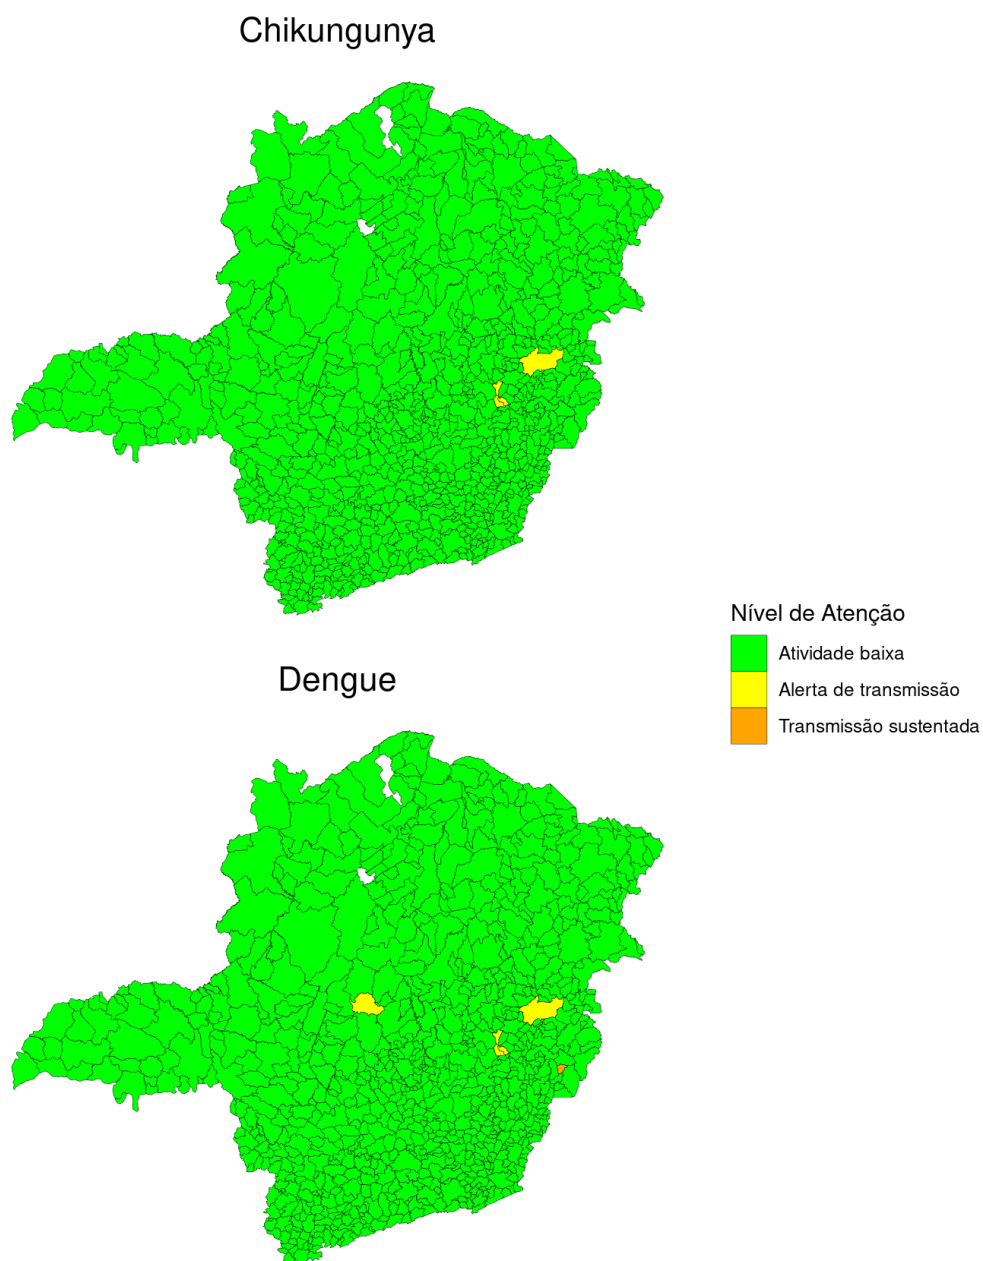 Chikungunya
Nível de Atenção
Atividade baixa
Alerta de transmissão
Transmissão sustentada
Dengue